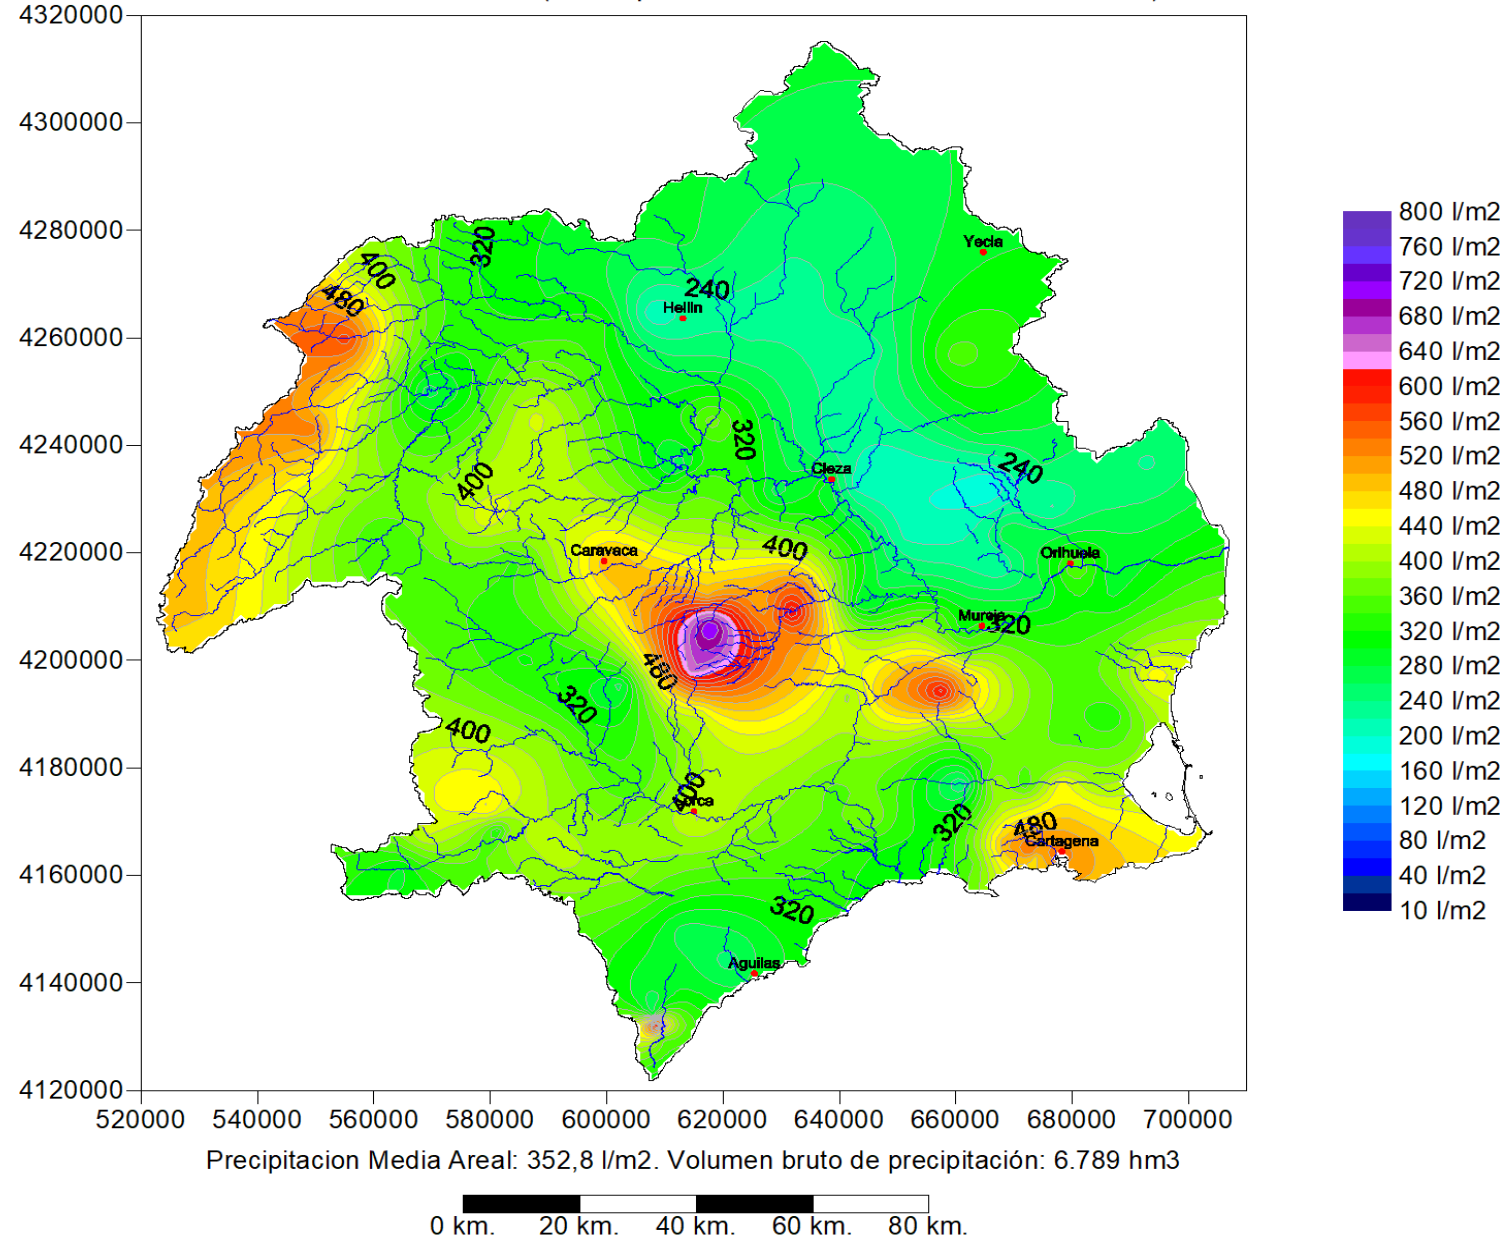 4320000
4300000
4280000
4260000
4240000
4220000
4200000
4180000
4160000
4140000
4120000
520000 540000 560000 580000 600000 620000 640000 660000 680000 700000
Yecla
320
400
480
240
Hellin
320
Cieza
240
400
Caravaca
400
Orihuela
Murcia
320
480
320
400
400
Lorca
320
480
Cartagena
320
Aguilas
800 l/m2
760 l/m2
720 l/m2
680 l/m2
640 l/m2
600 l/m2
560 l/m2
520 l/m2
480 l/m2
440 l/m2
400 l/m2
360 l/m2
320 l/m2
280 l/m2
240 l/m2
200 l/m2
160 l/m2
120 l/m2
80 l/m2
40 l/m2
10 l/m2
Precipitacion Media Areal: 352,8 l/m2. Volumen bruto de precipitación: 6.789 hm3
0 km. 20 km. 40 km. 60 km. 80 km.